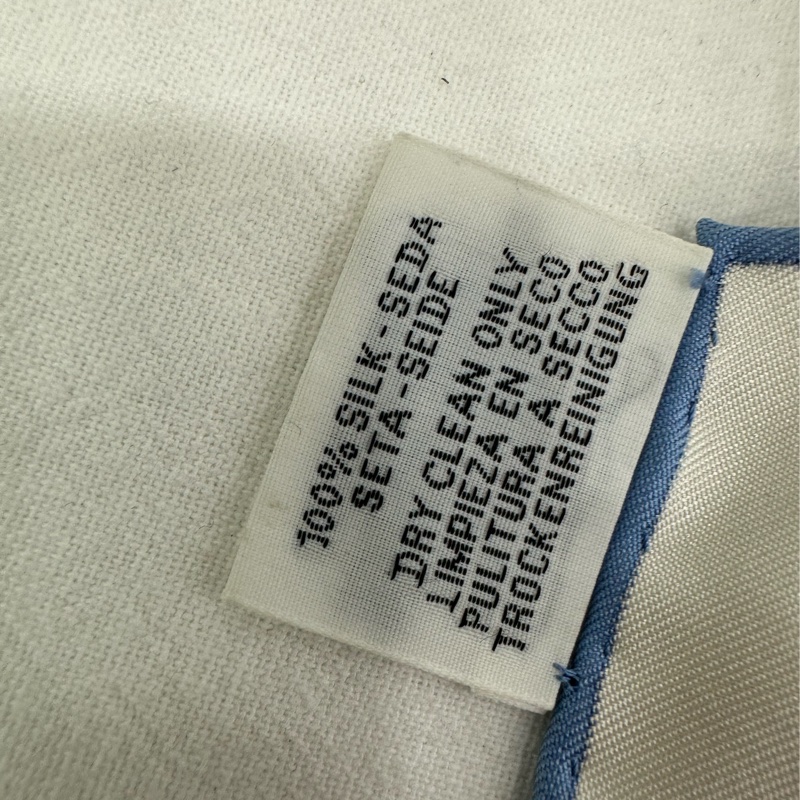 100% SILK - SEDA
SETA - SEIDE
DRY CLEAN ONLY
LIMPIEZA EN SECO
PULITURA A SECCO
TROCKENREINIGUNG